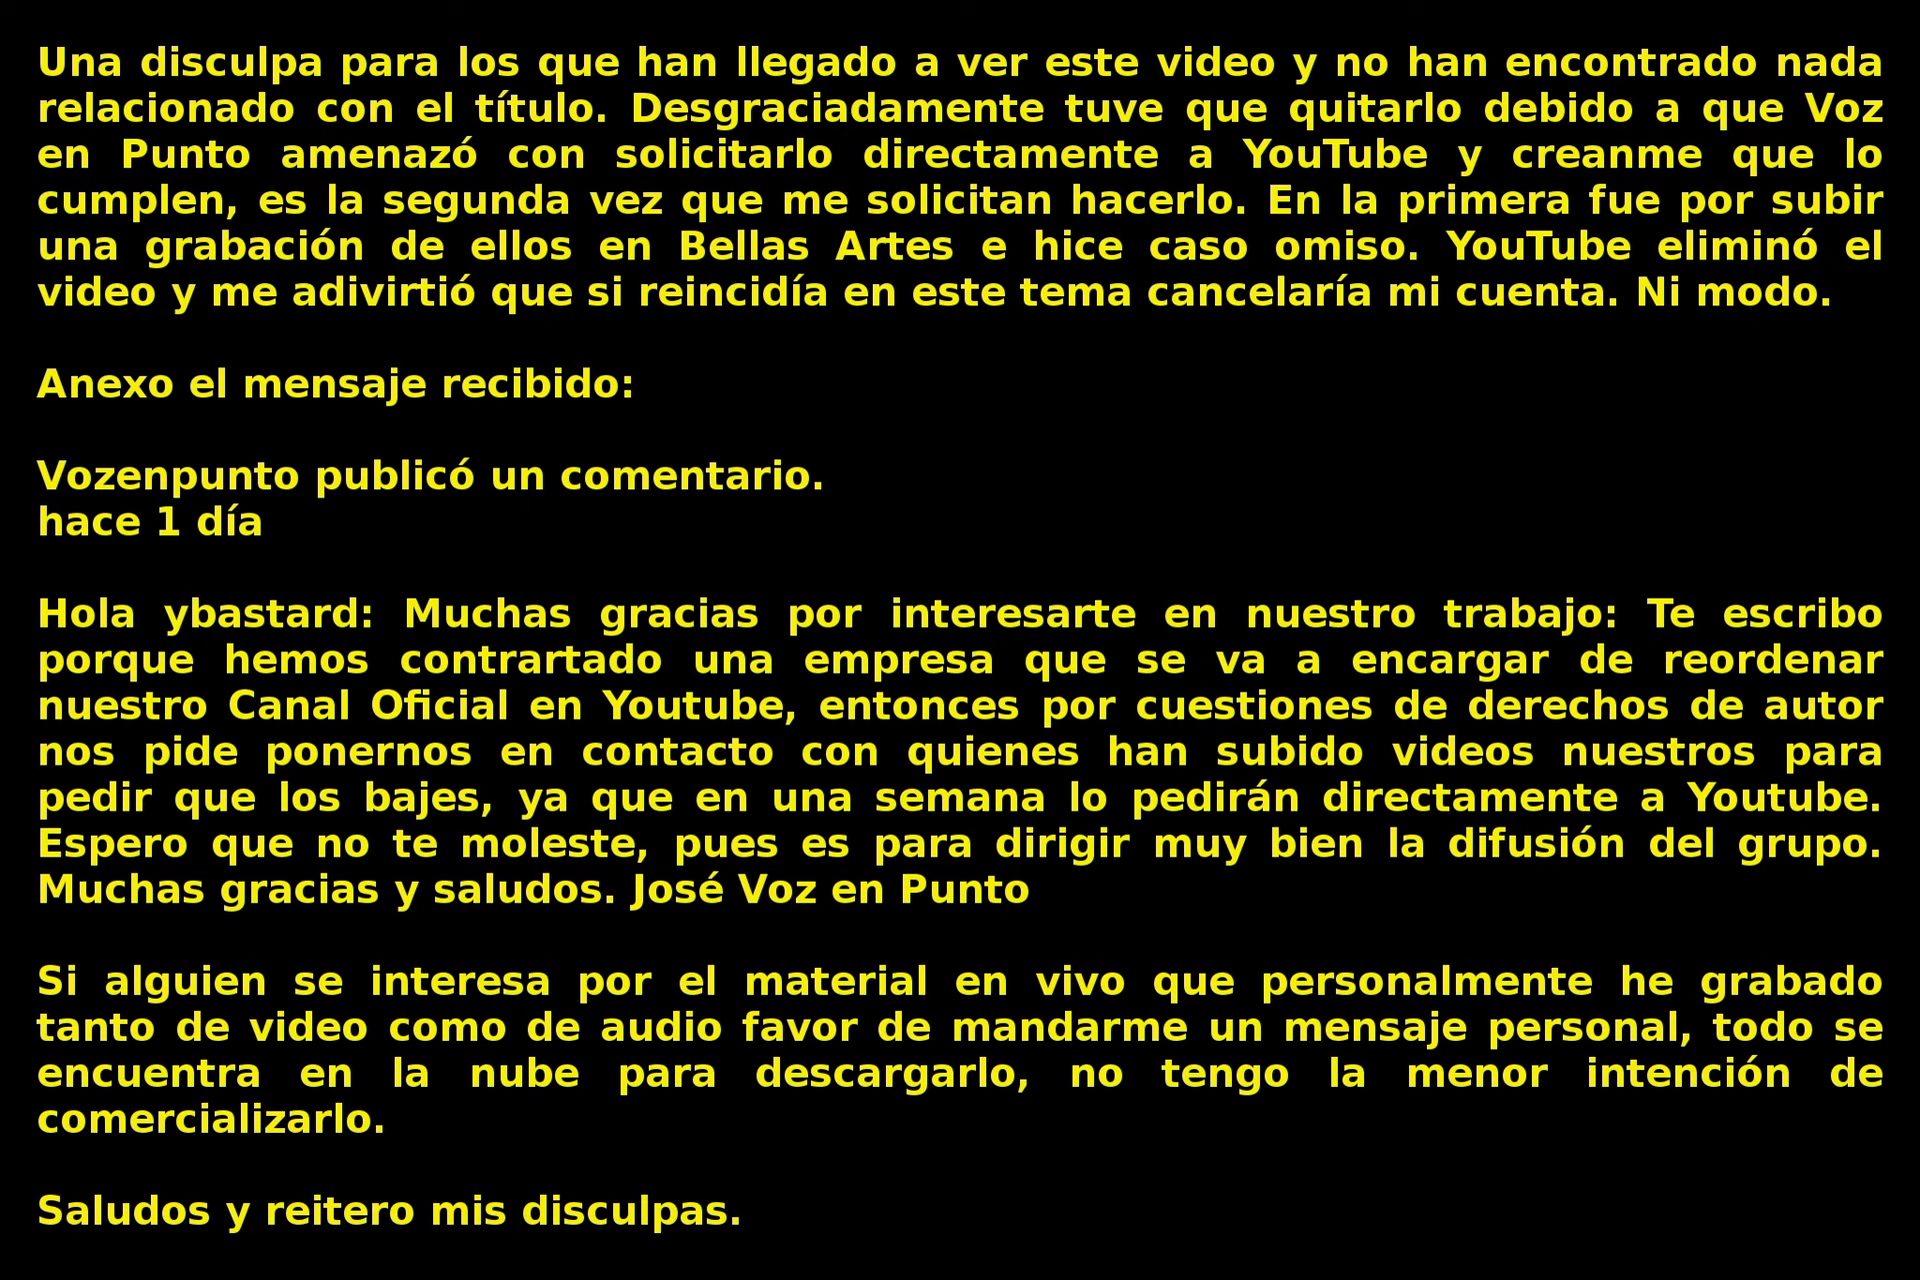 Una disculpa para los que han llegado a ver este video y no han encontrado nada
relacionado con el título. Desgraciadamente tuve que quitarlo debido a que Voz
en Punto amenazó con solicitarlo directamente a YouTube y creanme que lo
cumplen, es la segunda vez que me solicitan hacerlo. En la primera fue por subir
una grabación de ellos en Bellas Artes e hice caso omiso. YouTube eliminó el
video y me adivirtió que si reincidía en este tema cancelaría mi cuenta. Ni modo.
Anexo el mensaje recibido:
Vozenpunto publicó un comentario.
hace 1 día
Hola ybastard: Muchas gracias por interesarte en nuestro trabajo: Te escribo
porque hemos contrartado una empresa que se va a encargar de reordenar
nuestro Canal Oficial en Youtube, entonces por cuestiones de derechos de autor
nos pide ponernos en contacto con quienes han subido videos nuestros para
pedir que los bajes, ya que en una semana lo pedirán directamente a Youtube.
Espero que no te moleste, pues es para dirigir muy bien la difusión del grupo.
Muchas gracias y saludos. José Voz en Punto
Si alguien se interesa por el material en vivo que personalmente he grabado
tanto de video como de audio favor de mandarme un mensaje personal, todo se
encuentra en la nube para descargarlo, no tengo la menor intención de
comercializarlo.
Saludos y reitero mis disculpas.